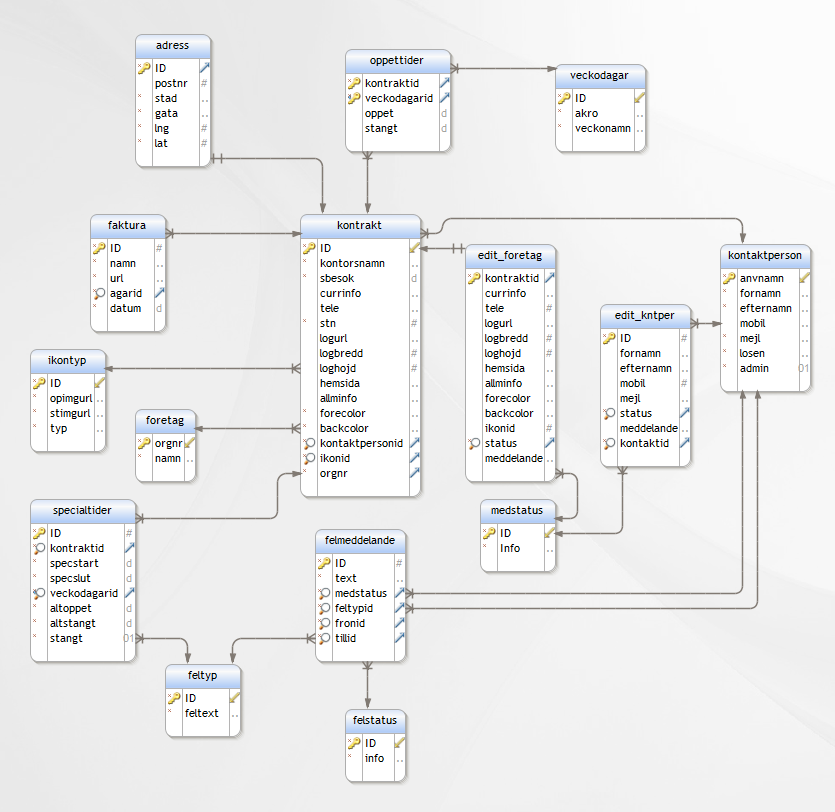 adress
ID
postnr #
stad
gata
lng #
lat #
oppettider
kontraktid
veckodagarid
oppet d
stangt d
veckodagar
ID
akro
veckonamn
faktura
ID #
namn
url
agarid
datum d
kontrakt
ID
kontorsnamn
sbesok d
currinfo
tele
stn #
logurl
logbredd #
loghojd #
hemsida
allminfo
forecolor
backcolor
kontaktpersonid
ikonid
orgnr
edit_foretag
kontraktid
currinfo
tele #
logurl
logbredd #
loghojd #
hemsida
allminfo
forecolor
backcolor
ikonid #
status
meddelande
kontaktperson
anvnamn
fornamn
efternamn
mobil
mejl
losen
admin 01
edit_kntper
ID #
fornamn
efternamn
mobil #
mejl
status
meddelande
kontaktid
ikontyp
ID
opimgurl
stimgurl
typ
foretag
orgnr
namn
specialtider
ID #
kontraktid
specstart d
specslut d
veckodagarid
altoppet d
altstangt d
stangt 01
medstatus
ID
Info
felmeddelande
ID #
text
medstatus
feltypid
fronid
tillid
feltyp
ID
feltext
felstatus
ID
info